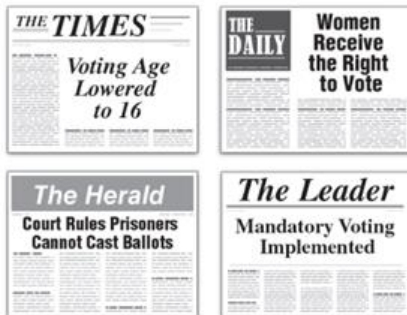 THE TIMES
Voting Age
Lowered
to 16
THE
DAILY
Women
Receive
the Right
to Vote
The Herald
Court Rules Prisoners
Cannot Cast Ballots
The Leader
Mandatory Voting
Implemented